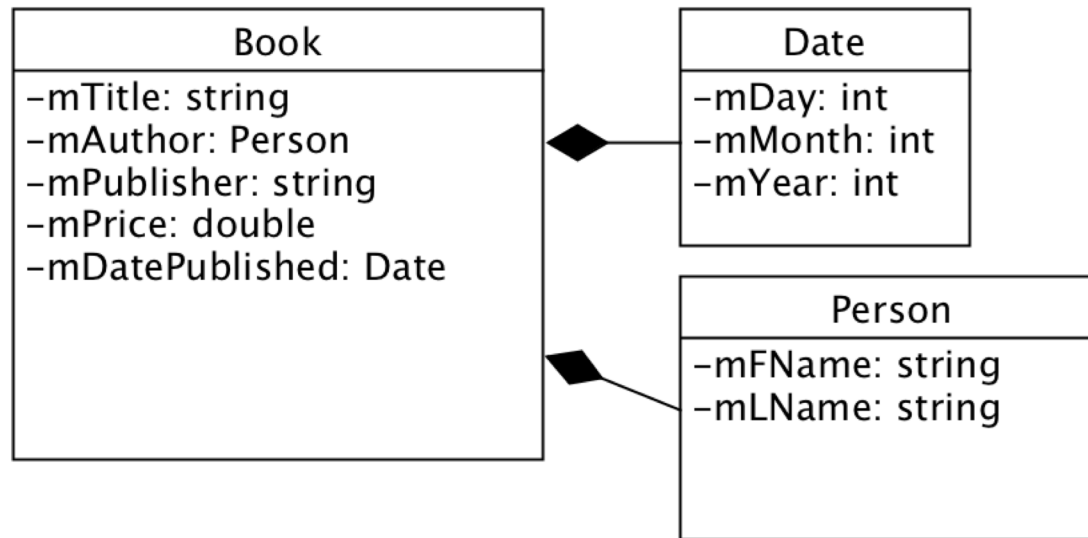 Book
-mTitle: string
-mAuthor: Person
-mPublisher: string
-mPrice: double
-mDatePublished: Date
Date
-mDay: int
-mMonth: int
-mYear: int
Person
-mFName: string
-mLName: string